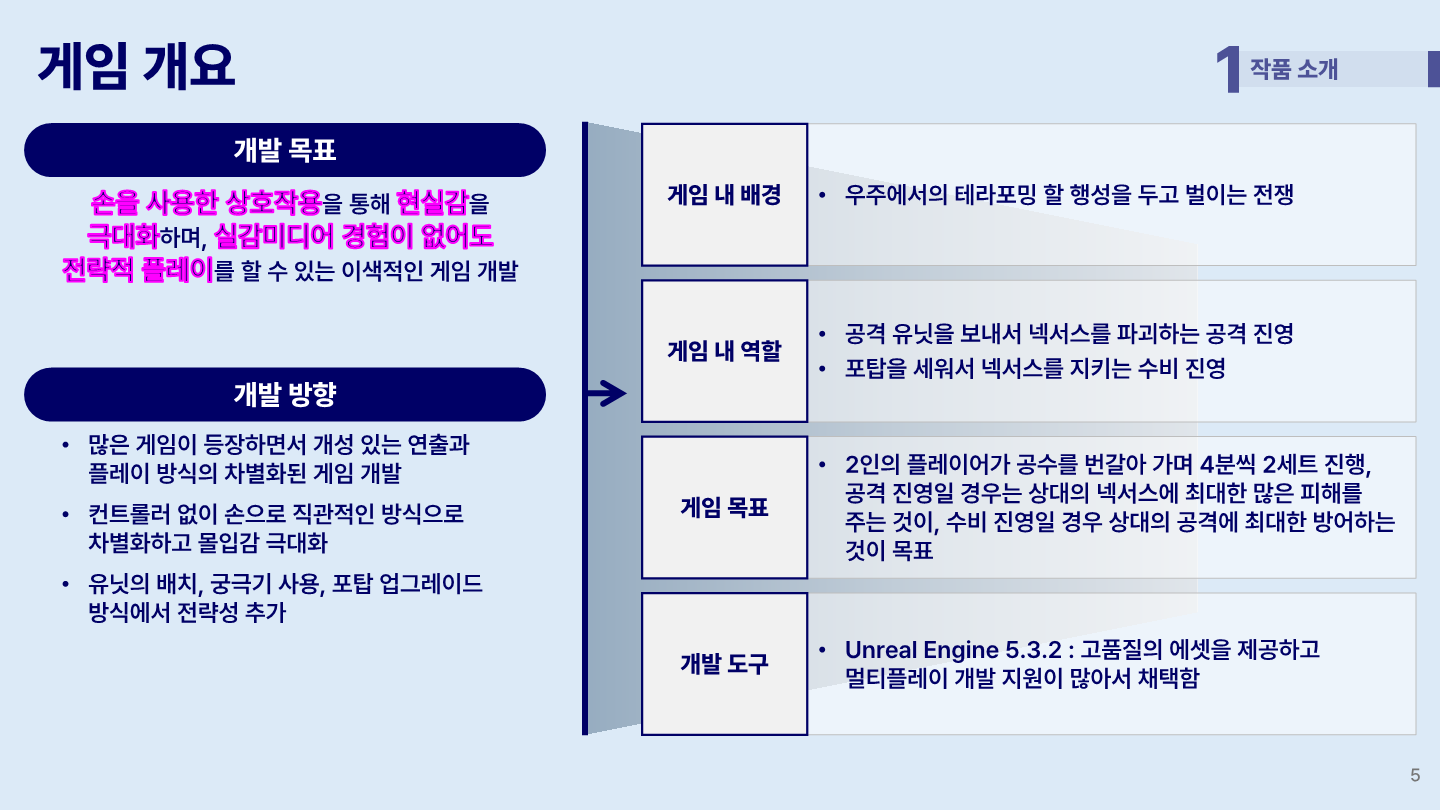 게임 개요
1 작품 소개
개발 목표
손을 사용한 상호작용을 통해 현실감을
극대화하며, 실감미디어 경험이 없어도
전략적 플레이를 할 수 있는 이색적인 게임 개발
개발 방향
• 많은 게임이 등장하면서 개성 있는 연출과
플레이 방식의 차별화된 게임 개발
• 컨트롤러 없이 손으로 직관적인 방식으로
차별화하고 몰입감 극대화
• 유닛의 배치, 궁극기 사용, 포탑 업그레이드
방식에서 전략성 추가
게임 내 배경
• 우주에서의 테라포밍 할 행성을 두고 벌이는 전쟁
게임 내 역할
• 공격 유닛을 보내서 넥서스를 파괴하는 공격 진영
• 포탑을 세워서 넥서스를 지키는 수비 진영
게임 목표
• 2인의 플레이어가 공수를 번갈아 가며 4분씩 2세트 진행,
공격 진영일 경우는 상대의 넥서스에 최대한 많은 피해를
주는 것이, 수비 진영일 경우 상대의 공격에 최대한 방어하는
것이 목표
개발 도구
• Unreal Engine 5.3.2 : 고품질의 에셋을 제공하고
멀티플레이 개발 지원이 많아서 채택함
5